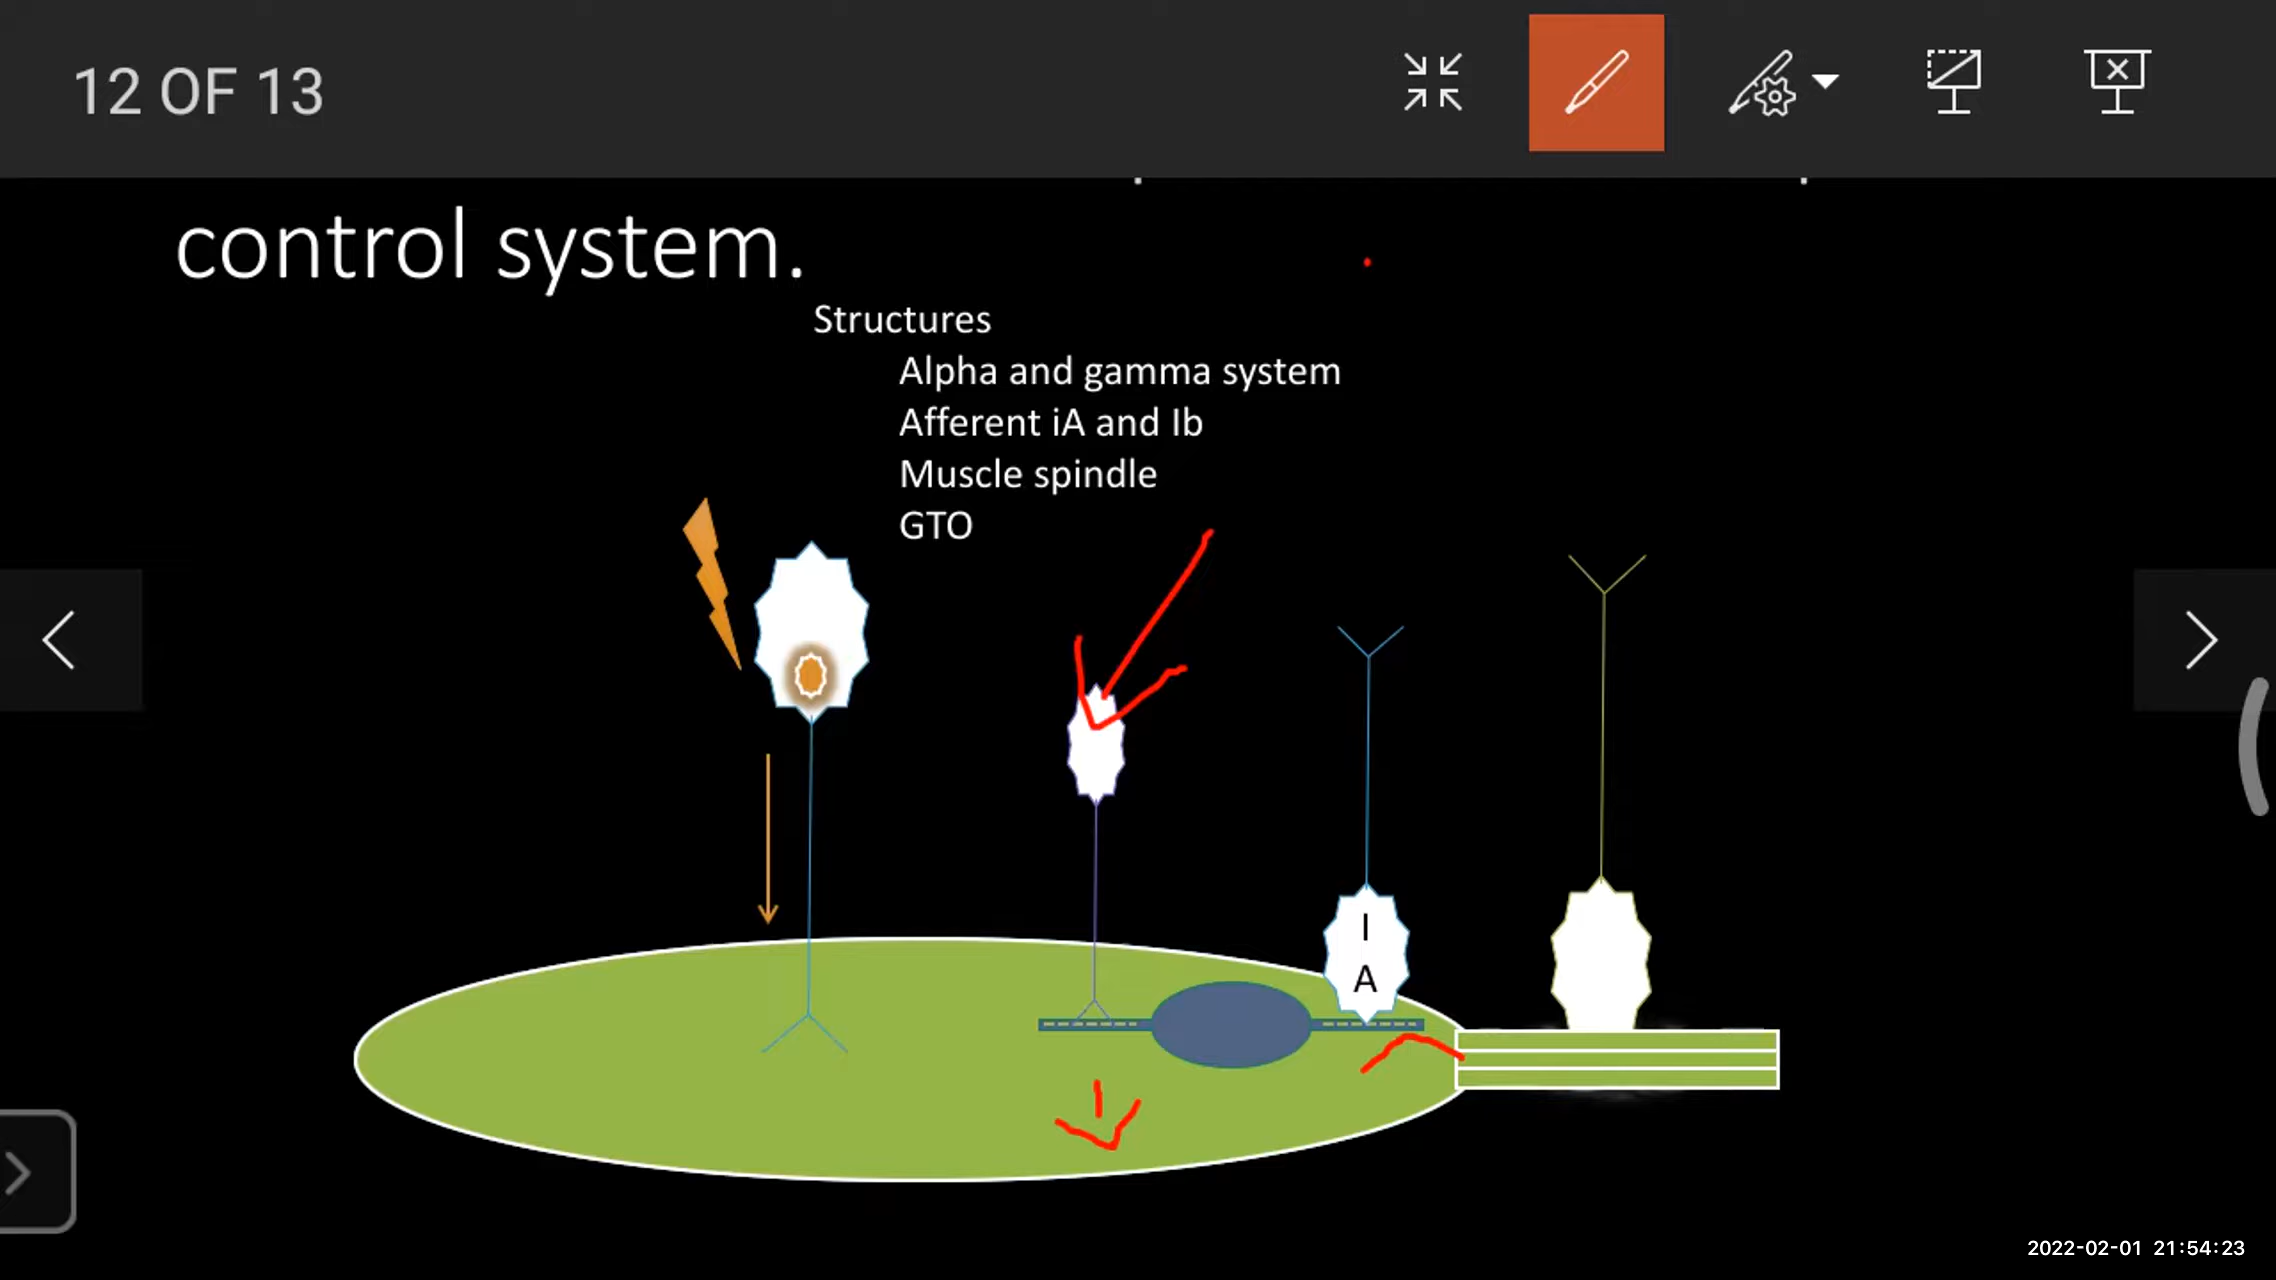 12 OF 13
control system.
Structures
Alpha and gamma system
Afferent iA and Ib
Muscle spindle
GTO
I
A
2022-02-01 21:54:23